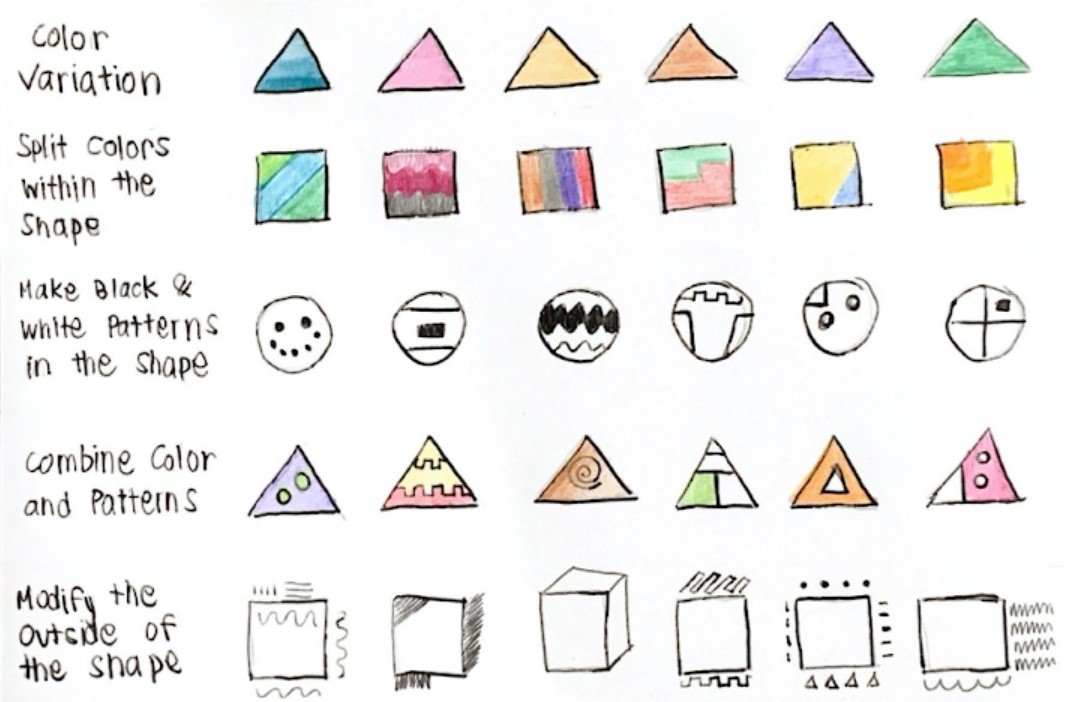 Color
Variation
Split Colors
within the
Shape
Make Black &
white Patterns
in the shape
Combine Color
and Patterns
Modify the
outside of
the shape